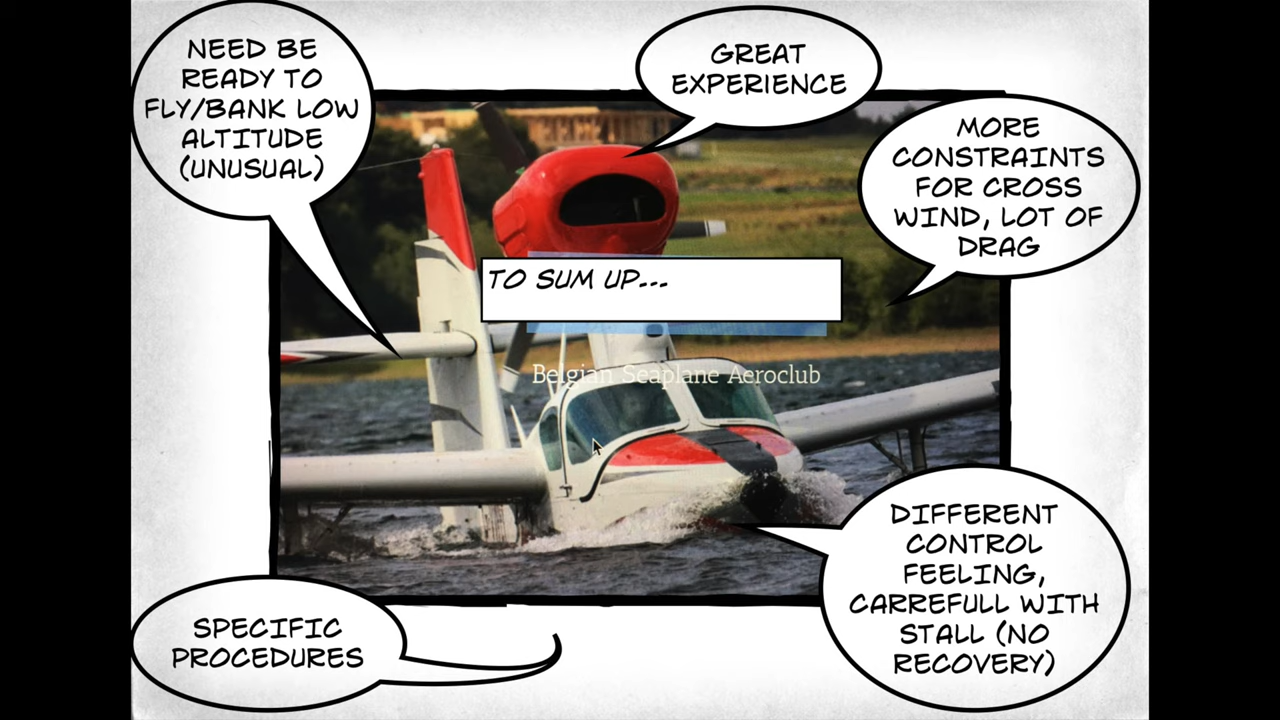 NEED BE
READY TO
FLY/BANK LOW
ALTITUDE
(UNUSUAL)
GREAT
EXPERIENCE
MORE
CONSTRAINTS
FOR CROSS
WIND, LOT OF
DRAG
TO SUM UP...
Belgian Seaplane Aeroclub
DIFFERENT
CONTROL
FEELING,
CARREFULL WITH
STALL (NO
RECOVERY)
SPECIFIC
PROCEDURES